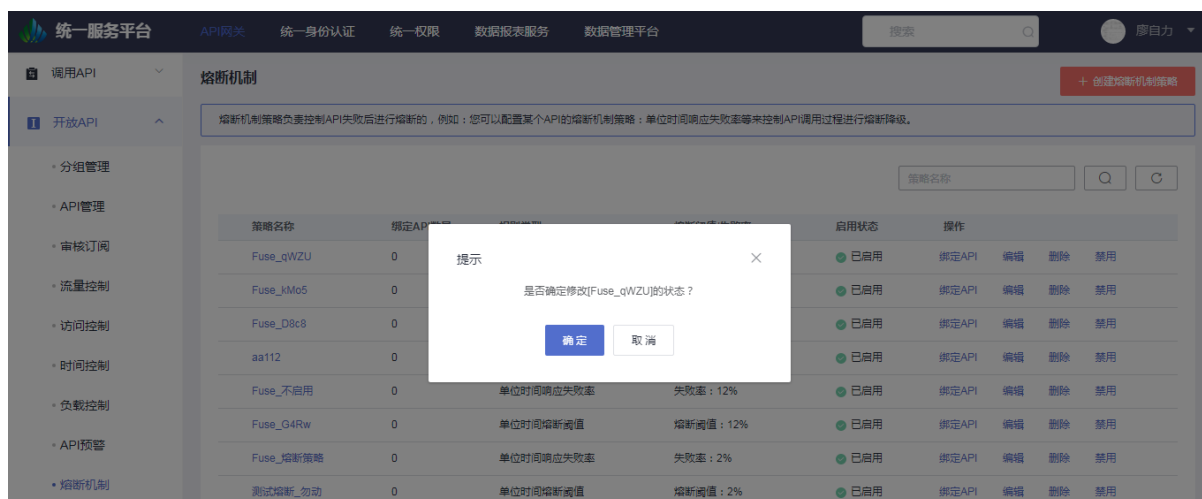 统一服务平台
API网关 统一身份认证 统一权限 数据报表服务 数据管理平台 搜索 廖自力
调用API
熔断机制
+ 创建熔断机制策略
开放API
熔断机制策略负责控制API失败后进行熔断的,例如:您可以配置某个API的熔断机制策略:单位时间响应失败率等来控制API调用过程进行熔断降级。
分组管理
策略名称
API管理
策略名称 绑定API数量 启用状态 操作
审核订阅
Fuse_qWZU 0 已启用 绑定API 编辑 删除 禁用
提示
流量控制
Fuse_kMo5 0 已启用 绑定API 编辑 删除 禁用
是否确定修改[Fuse_qWZU]的状态?
访问控制
Fuse_D8c8 0 已启用 绑定API 编辑 删除 禁用
确定 取消
时间控制
aa112 0 已启用 绑定API 编辑 删除 禁用
负载控制
Fuse_不启用 0 单位时间响应失败率 失败率:12% 已启用 绑定API 编辑 删除 禁用
Fuse_G4Rw 0 单位时间熔断阈值 熔断阈值:12% 已启用 绑定API 编辑 删除 禁用
API预警
Fuse_熔断策略 0 单位时间响应失败率 失败率:2% 已启用 绑定API 编辑 删除 禁用
熔断机制
测试熔断_勿动 0 单位时间熔断阈值 熔断阈值:2% 已启用 绑定API 编辑 删除 禁用